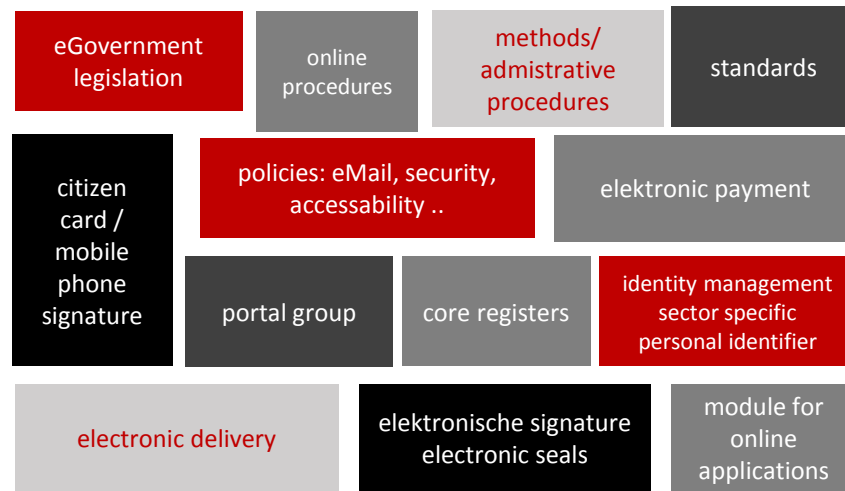 eGovernment
legislation
online
procedures
methods/
admistrative
procedures
standards
citizen
card /
mobile
phone
signature
policies: eMail, security,
accessability ..
elektronic payment
portal group
core registers
identity management
sector specific
personal identifier
electronic delivery
elektronische signature
electronic seals
module for
online
applications